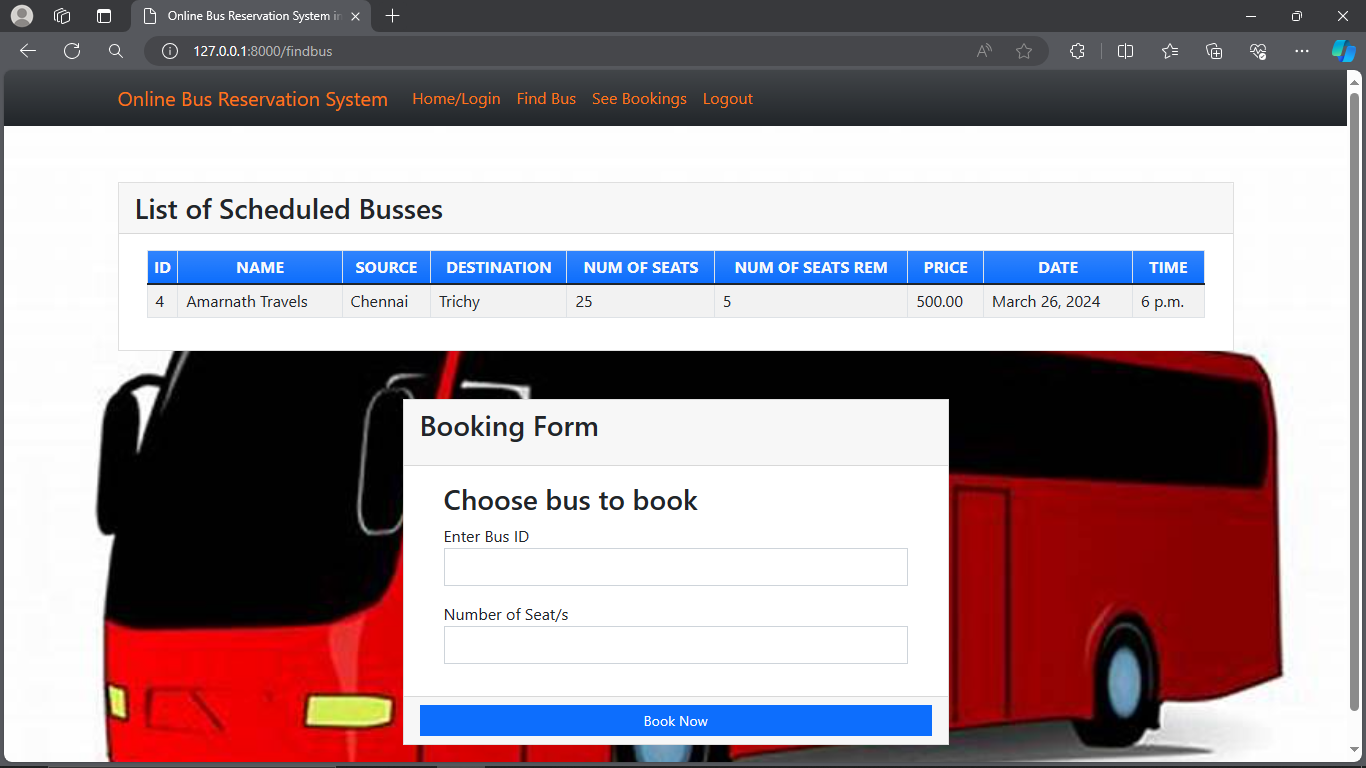 Online Bus Reservation System in
127.0.0.1:8000/findbus
Online Bus Reservation System Home/Login Find Bus See Bookings Logout
List of Scheduled Busses
ID NAME SOURCE DESTINATION NUM OF SEATS NUM OF SEATS REM PRICE DATE TIME
4 Amarnath Travels Chennai Trichy 25 5 500.00 March 26, 2024 6 p.m.
Booking Form
Choose bus to book
Enter Bus ID
Number of Seat/s
Book Now